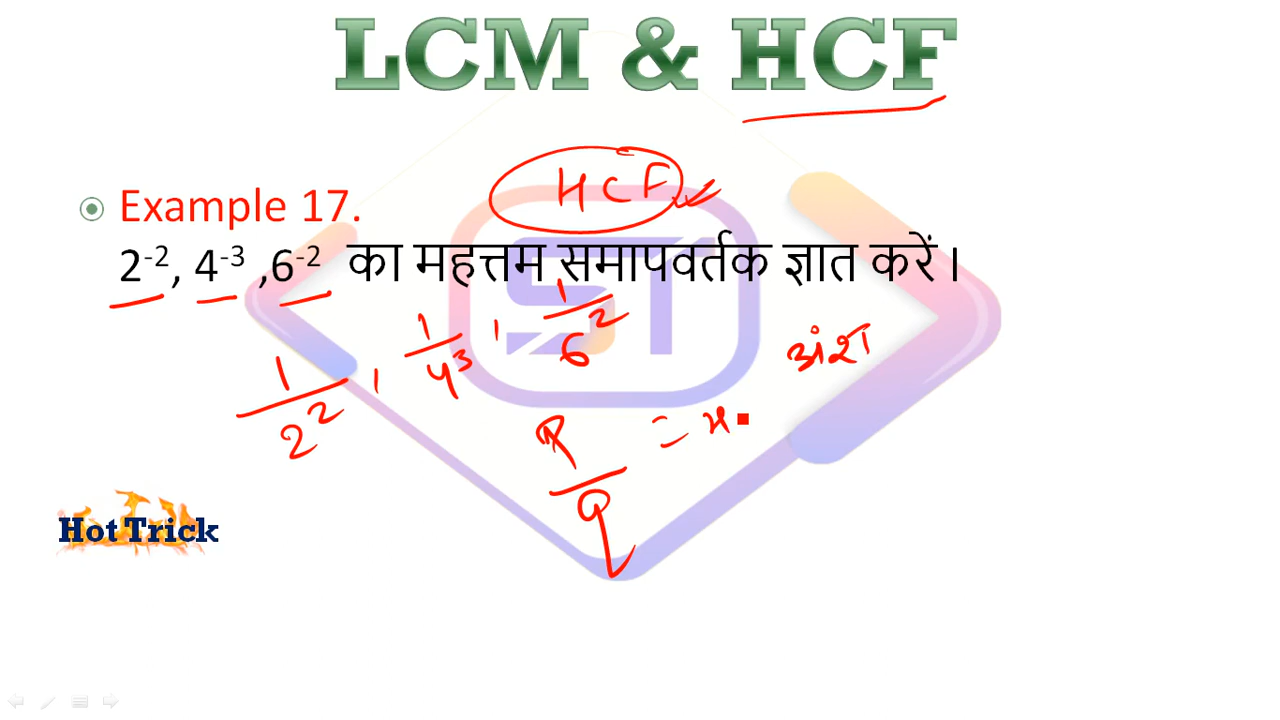 LCM & HCF
HCF
Example 17.
2⁻², 4⁻³ ,6⁻² का महत्तम समापवर्तक ज्ञात करें।
1/2² , 1/4³ , 1/6²
अंश
P/Q =
Hot Trick
ST